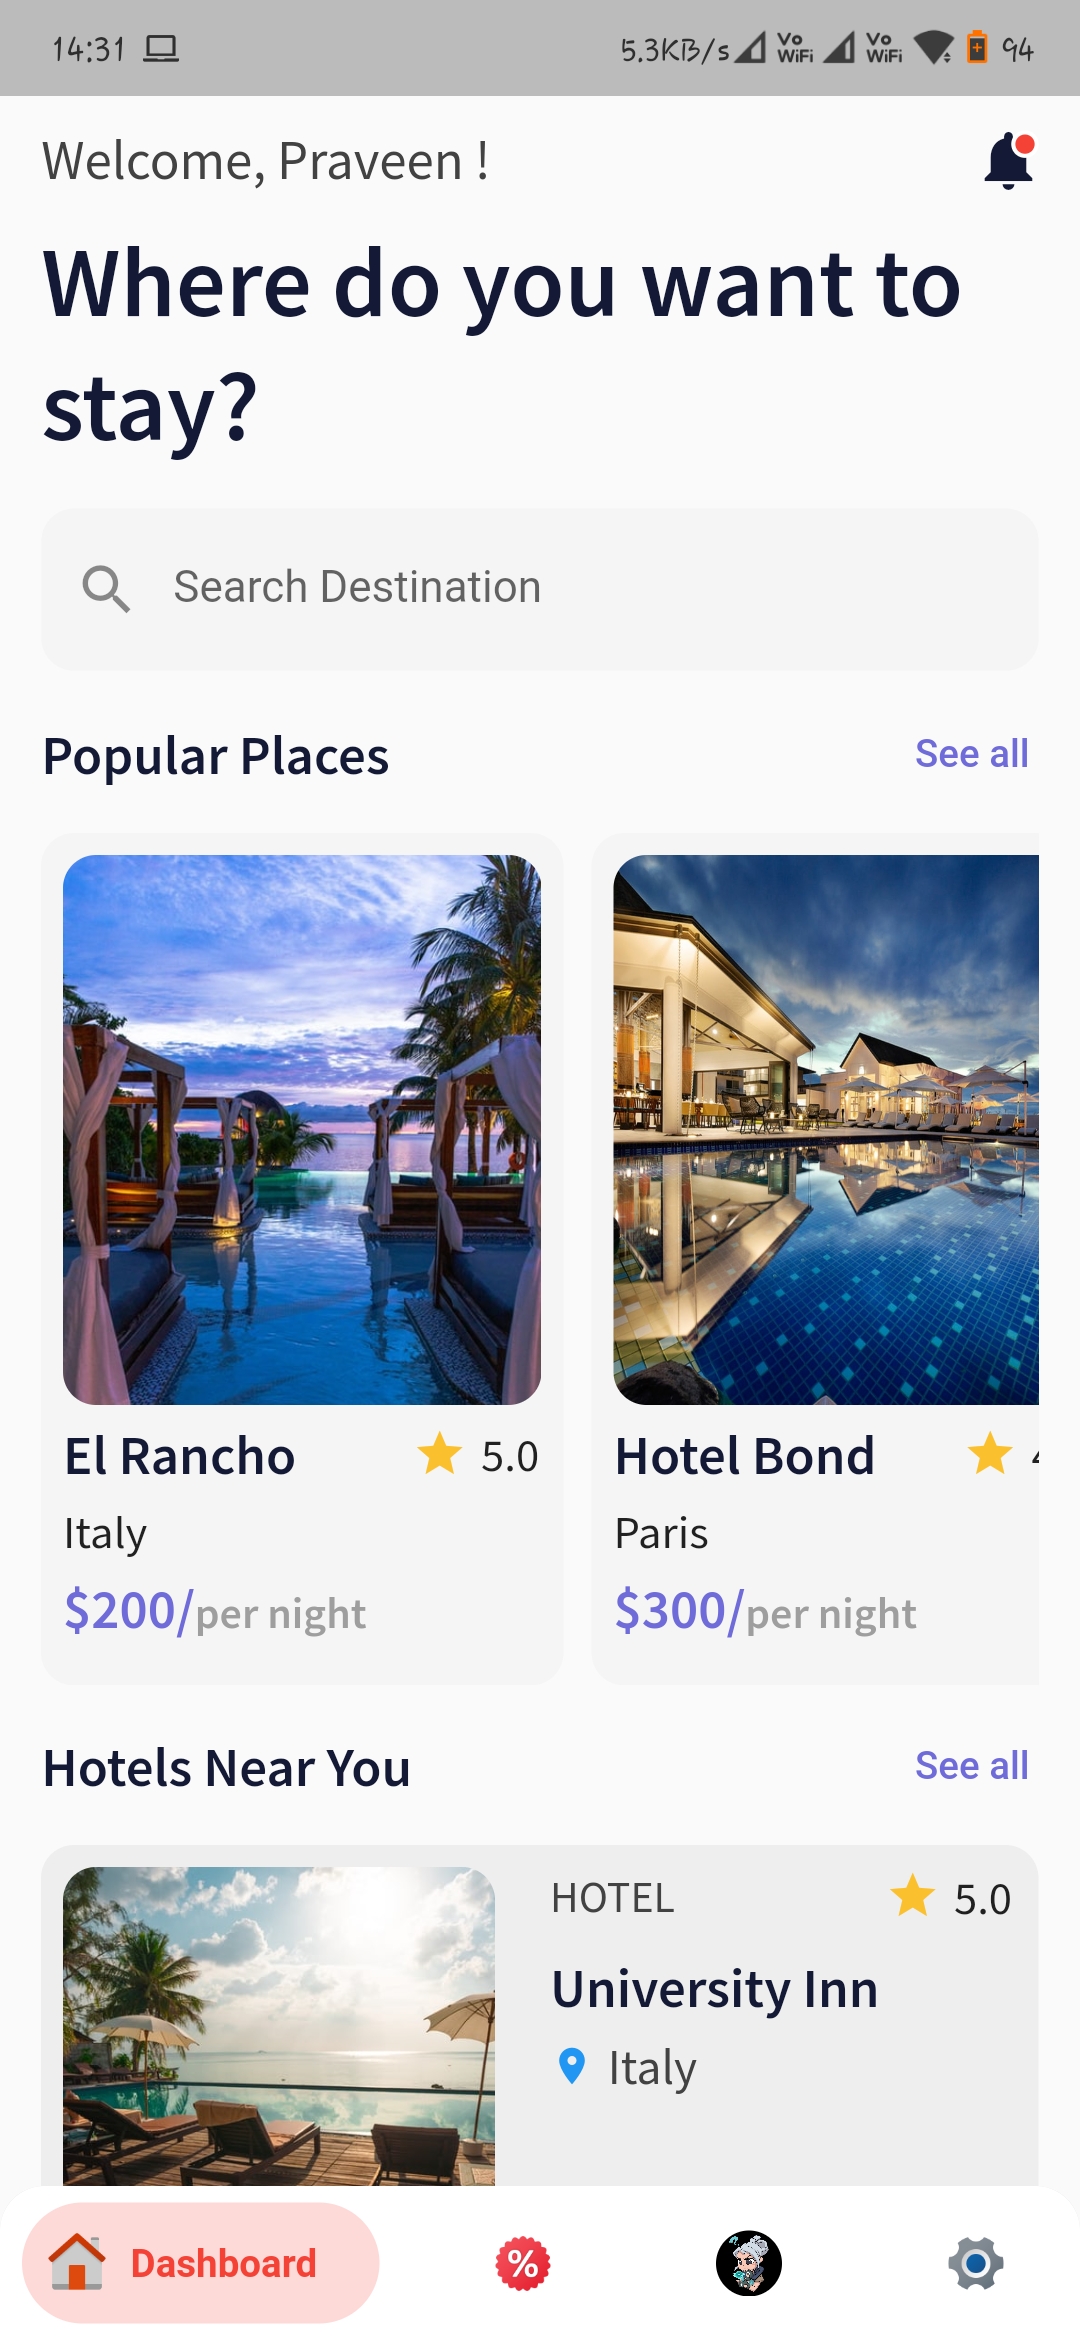 14:31 5.3KB/s Vo WiFi Vo WiFi 94
Welcome, Praveen !
Where do you want to
stay?
Search Destination
Popular Places See all
El Rancho 5.0
Italy
$200/per night
Hotel Bond
Paris
$300/per night
Hotels Near You See all
HOTEL 5.0
University Inn
Italy
Dashboard %